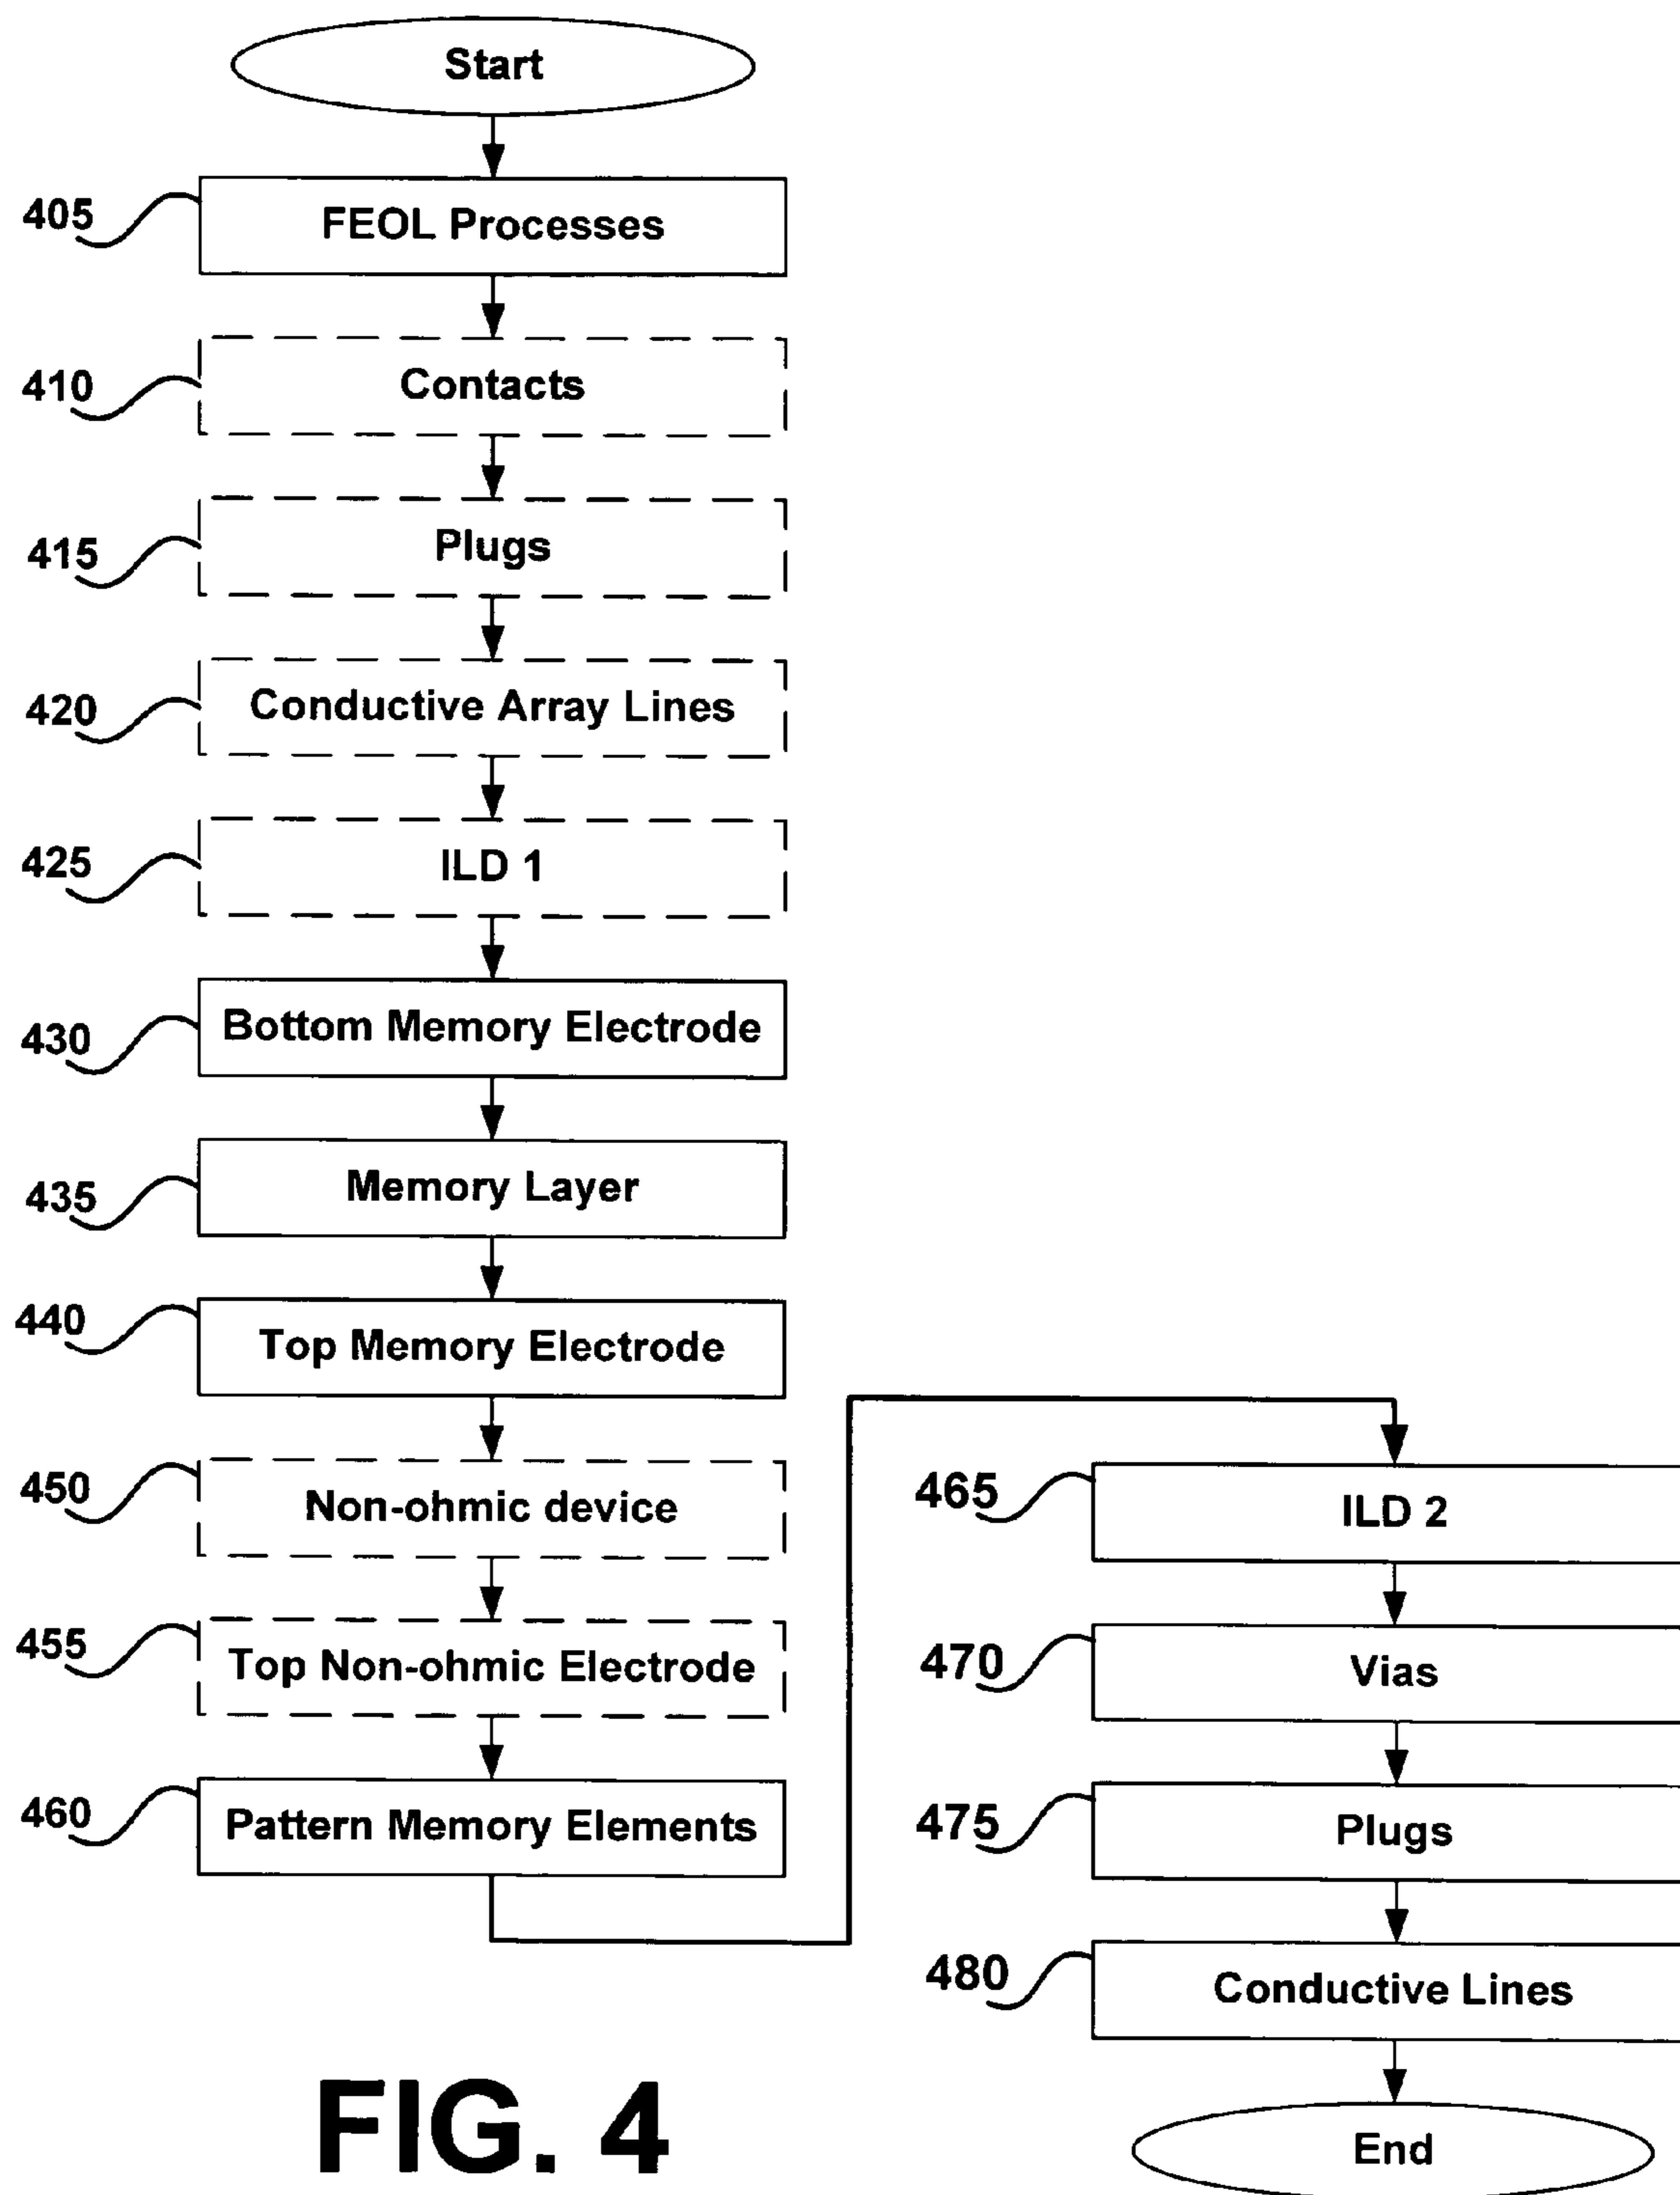 Start
405
FEOL Processes
410
Contacts
415
Plugs
420
Conductive Array Lines
425
ILD 1
430
Bottom Memory Electrode
435
Memory Layer
440
Top Memory Electrode
450
Non-ohmic device
455
Top Non-ohmic Electrode
460
Pattern Memory Elements
465
ILD 2
470
Vias
475
Plugs
480
Conductive Lines
End
FIG. 4